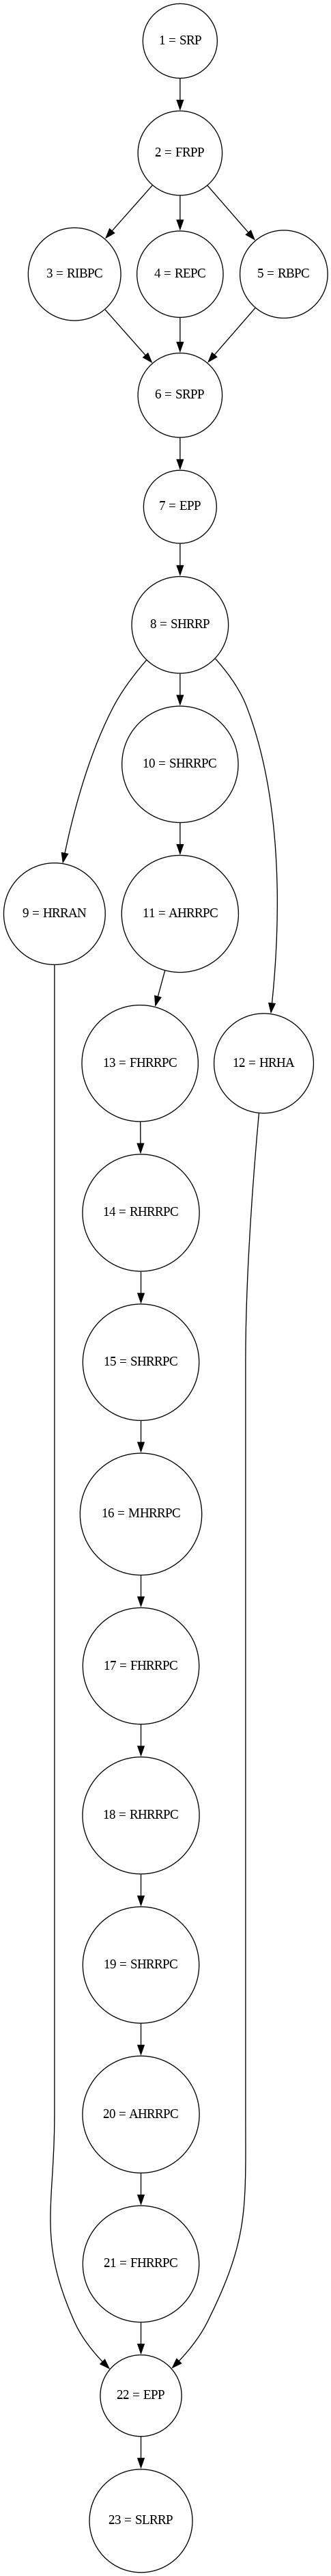 1 = SRP
2 = FRPP
3 = RIBPC
4 = REPC
5 = RBPC
6 = SRPP
7 = EPP
8 = SHRRP
10 = SHRRPC
9 = HRRAN
11 = AHRRPC
13 = FHRRPC
12 = HRHA
14 = RHRRPC
15 = SHRRPC
16 = MHRRPC
17 = FHRRPC
18 = RHRRPC
19 = SHRRPC
20 = AHRRPC
21 = FHRRPC
22 = EPP
23 = SLRRP